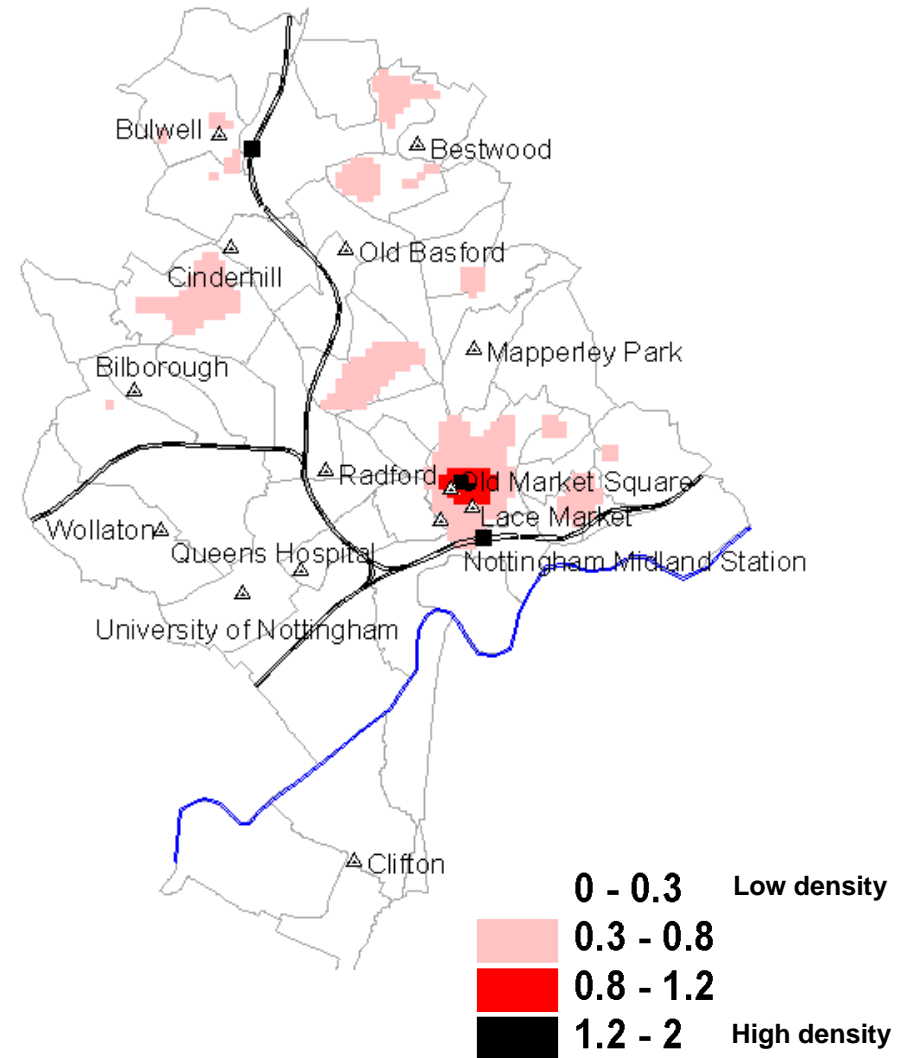 Bulwell
Bestwood
Old Basford
Cinderhill
Mapperley Park
Bilborough
Radford
Old Market Square
Lace Market
Wollaton
Queens Hospital
Nottingham Midland Station
University of Nottingham
Clifton
0 - 0.3 Low density
0.3 - 0.8
0.8 - 1.2
1.2 - 2 High density